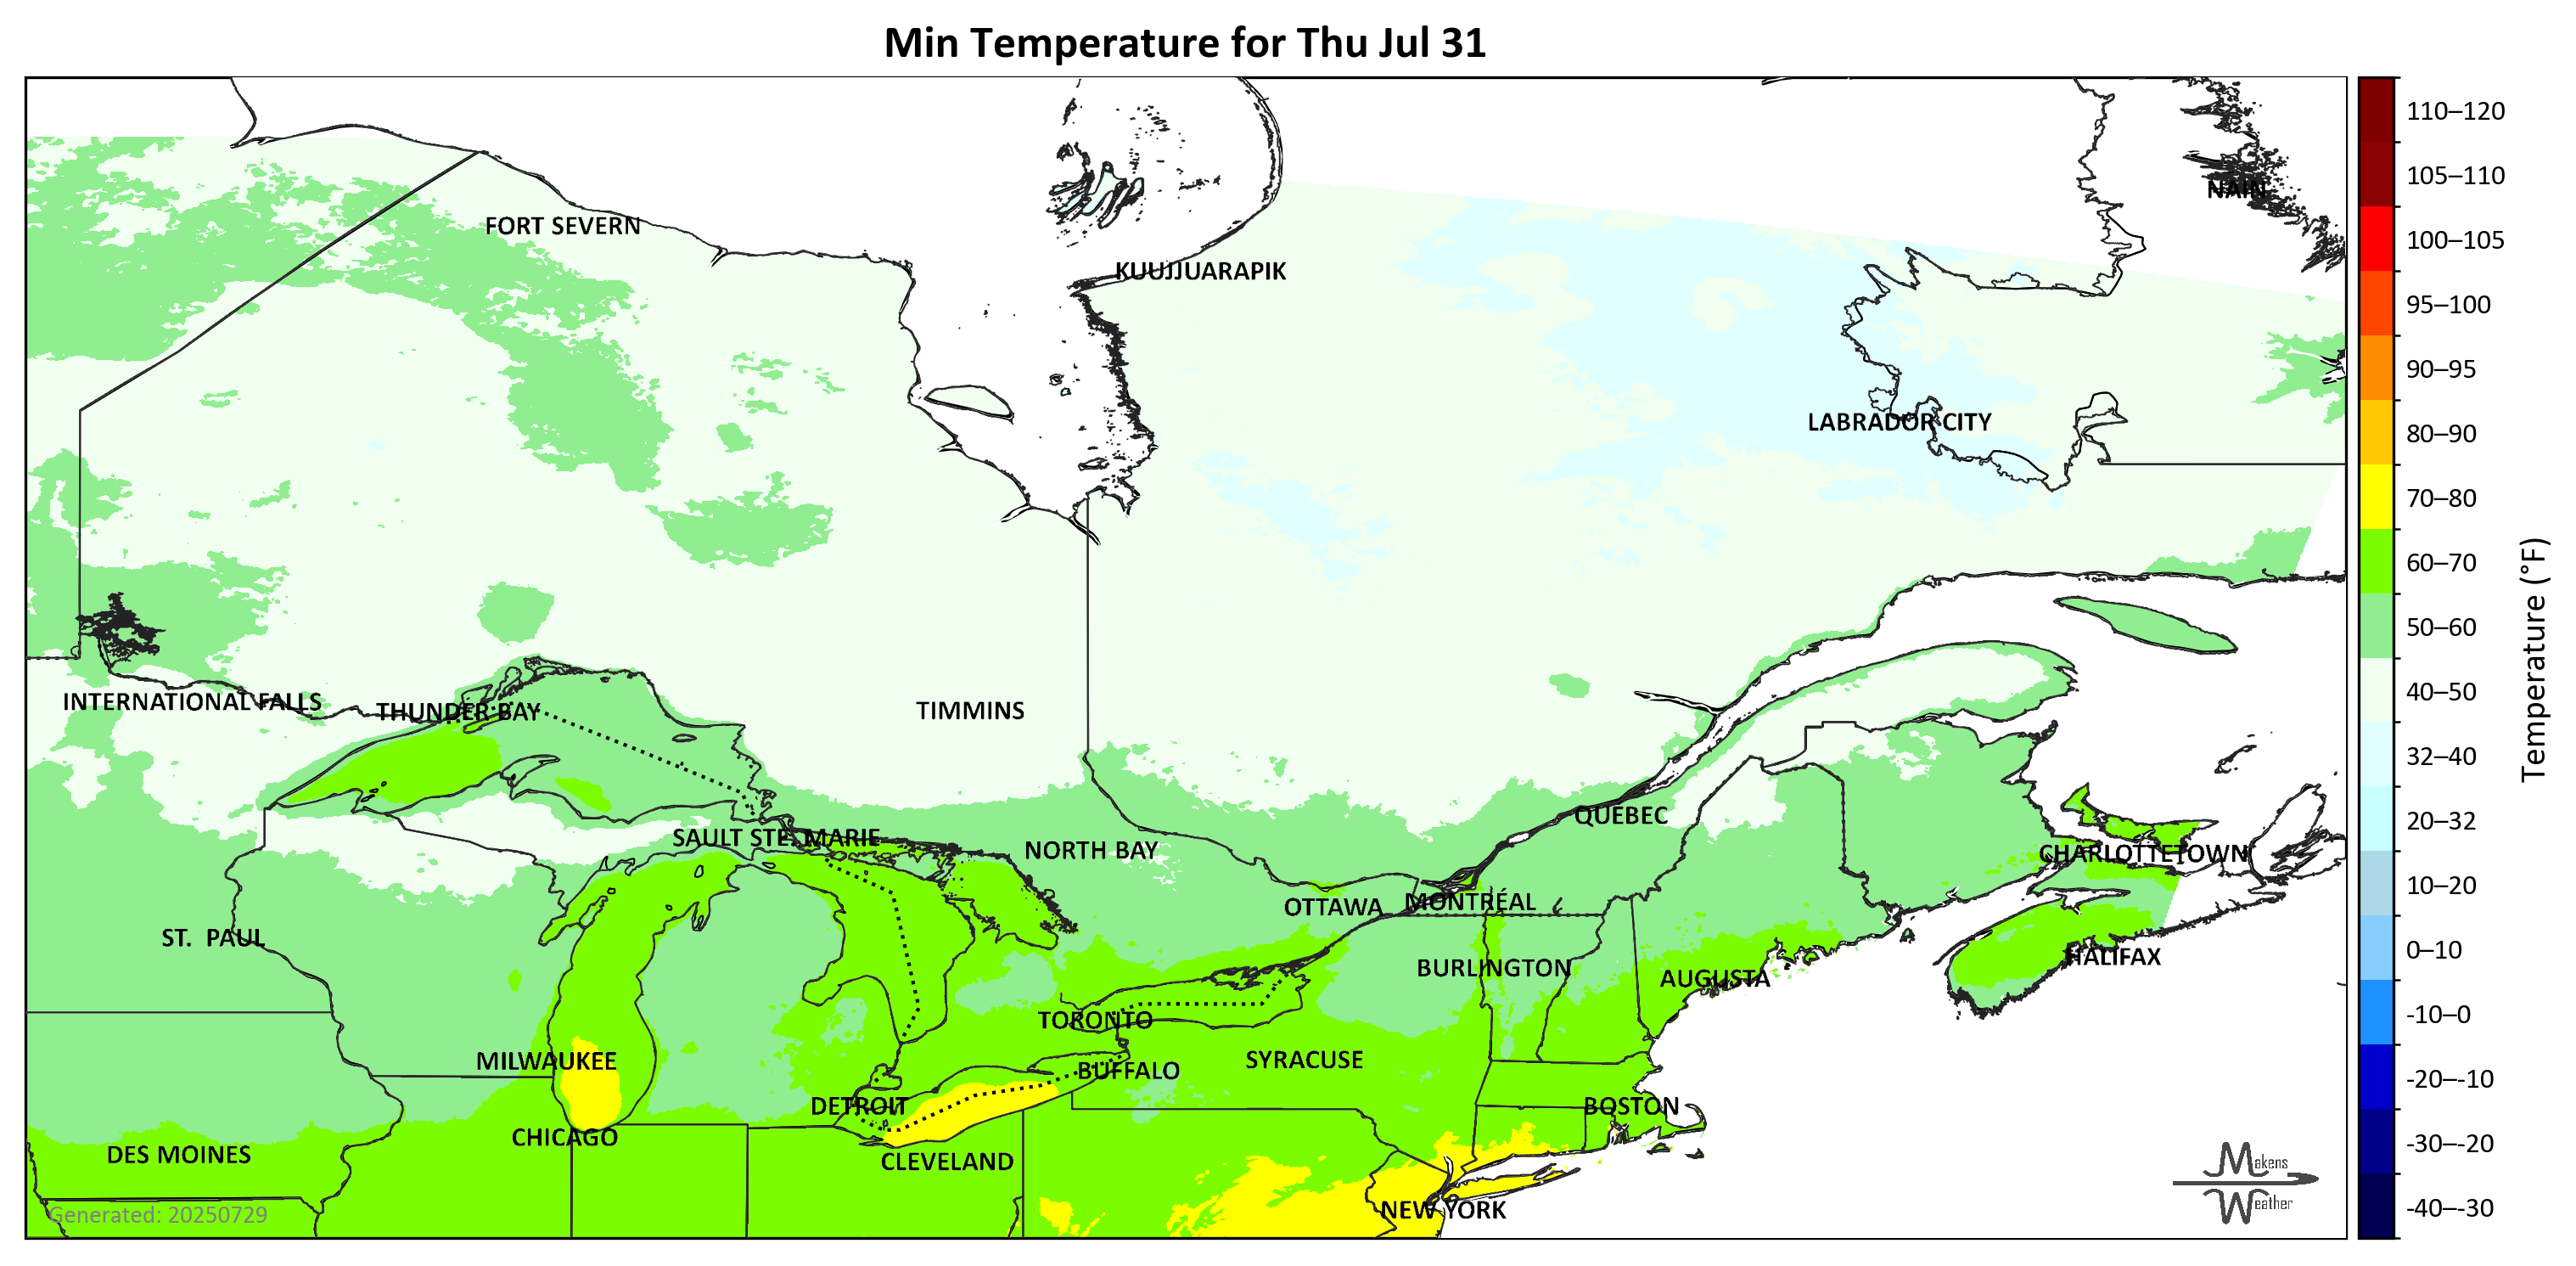 Min Temperature for Thu Jul 31
NAIN
FORT SEVERN
KUUJJUARAPIK
LABRADOR CITY
INTERNATIONAL FALLS
THUNDER BAY
TIMMINS
QUEBEC
SAULT STE. MARIE
NORTH BAY
CHARLOTTETOWN
OTTAWA
MONTRÉAL
ST. PAUL
HALIFAX
BURLINGTON
AUGUSTA
TORONTO
MILWAUKEE
SYRACUSE
BUFFALO
DETROIT
BOSTON
CHICAGO
DES MOINES
CLEVELAND
NEW YORK
Generated: 20250729
Makens
Weather
110–120
105–110
100–105
95–100
90–95
80–90
70–80
60–70
50–60
40–50
32–40
20–32
10–20
0–10
-10–0
-20–-10
-30–-20
-40–-30
Temperature (°F)